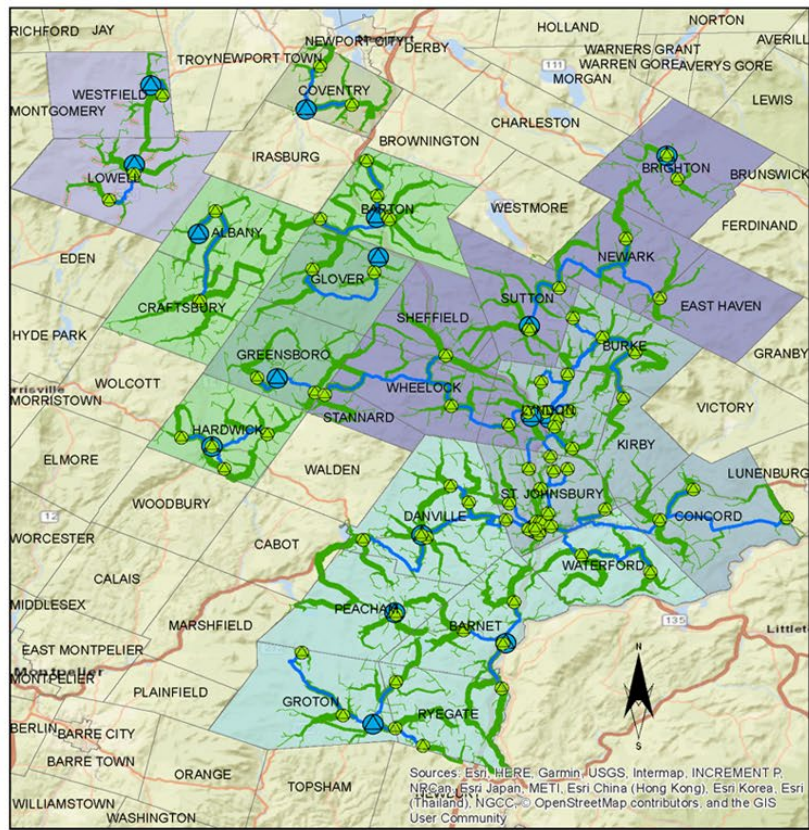 RICHFORD
JAY
HOLLAND
NORTON
AVERILL
TROY
NEWPORT TOWN
NEWPORT CITY
DERBY
WARNERS GRANT
WARREN GORE
AVERYS GORE
111
MORGAN
WESTFIELD
COVENTRY
MONTGOMERY
LEWIS
CHARLESTON
BROWNINGTON
IRASBURG
LOWELL
BRIGHTON
BRUNSWICK
WESTMORE
BARTON
FERDINAND
ALBANY
EDEN
NEWARK
GLOVER
CRAFTSBURY
SUTTON
EAST HAVEN
SHEFFIELD
HYDE PARK
BURKE
GREENSBORO
GRANBY
WOLCOTT
WHEELOCK
MORRISTOWN
STANNARD
LYNDON
VICTORY
HARDWICK
KIRBY
ELMORE
WALDEN
LUNENBURG
WOODBURY
ST. JOHNSBURY
12
DANVILLE
CONCORD
WORCESTER
CABOT
WATERFORD
CALAIS
MIDDLESEX
PEACHAM
MARSHFIELD
BARNET
135
EAST MONTPELIER
Montpelier
MONTPELIER
PLAINFIELD
N
GROTON
RYEGATE
BERLIN
BARRE CITY
S
BARRE TOWN
ORANGE
TOPSHAM
NEWBURY
WILLIAMSTOWN
WASHINGTON
Sources: Esri, HERE, Garmin, USGS, Intermap, INCREMENT P,
NRCan, Esri Japan, METI, Esri China (Hong Kong), Esri Korea, Esri
(Thailand), NGCC, © OpenStreetMap contributors, and the GIS
User Community